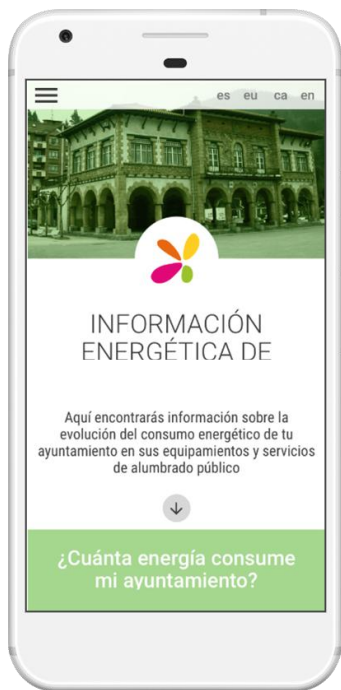 es eu ca en
INFORMACIÓN
ENERGÉTICA DE
Aquí encontrarás información sobre la
evolución del consumo energético de tu
ayuntamiento en sus equipamientos y servicios
de alumbrado público
¿Cuánta energía consume
mi ayuntamiento?